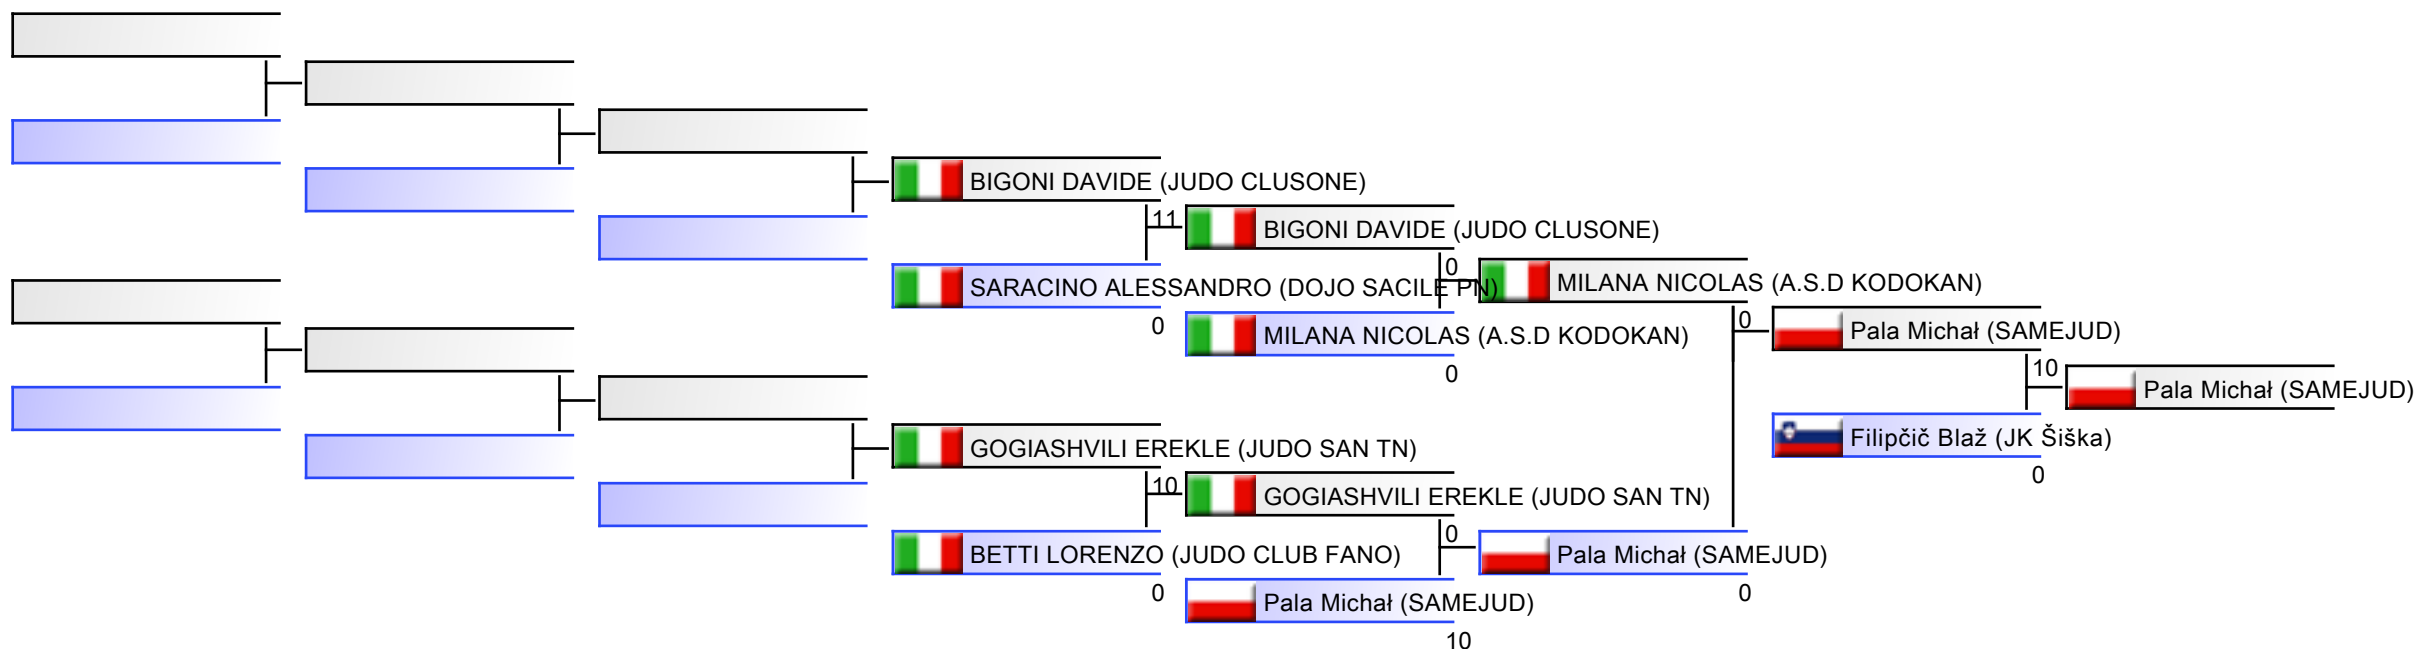 BIGONI DAVIDE (JUDO CLUSONE)
11
BIGONI DAVIDE (JUDO CLUSONE)
0
SARACINO ALESSANDRO (DOJO SACILE PN)
0
MILANA NICOLAS (A.S.D KODOKAN)
MILANA NICOLAS (A.S.D KODOKAN)
0
0
Pala Michał (SAMEJUD)
10
Pala Michał (SAMEJUD)
Filipčič Blaž (JK Šiška)
0
GOGIASHVILI EREKLE (JUDO SAN TN)
10
GOGIASHVILI EREKLE (JUDO SAN TN)
0
BETTI LORENZO (JUDO CLUB FANO)
0
Pala Michał (SAMEJUD)
0
Pala Michał (SAMEJUD)
10